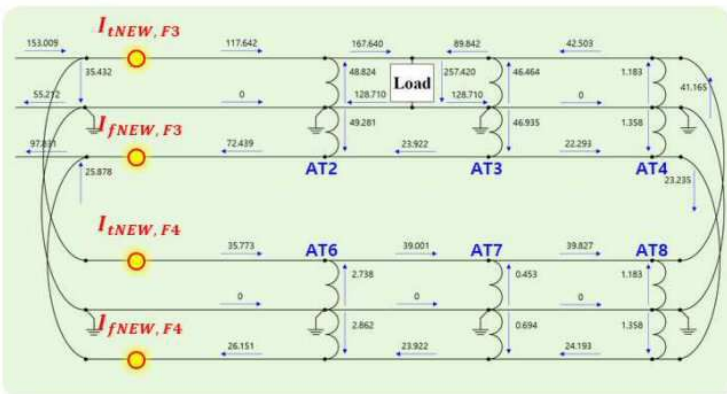 I_tNEW, F3
153.009 117.642 167.640 89.842 42.503
35.432 48.824 Load 257.420 46.464 1.183 41.165
55.212 0 128.710 128.710 0
I_fNEW, F3 49.281 46.935 1.358
97.831 72.439 23.922 22.293
25.878 AT2 AT3 AT4 23.235
I_tNEW, F4
35.773 AT6 39.001 AT7 39.827 AT8
2.738 0.453 1.183
0 0 0
I_fNEW, F4 2.862 0.694 1.358
26.151 23.922 24.193